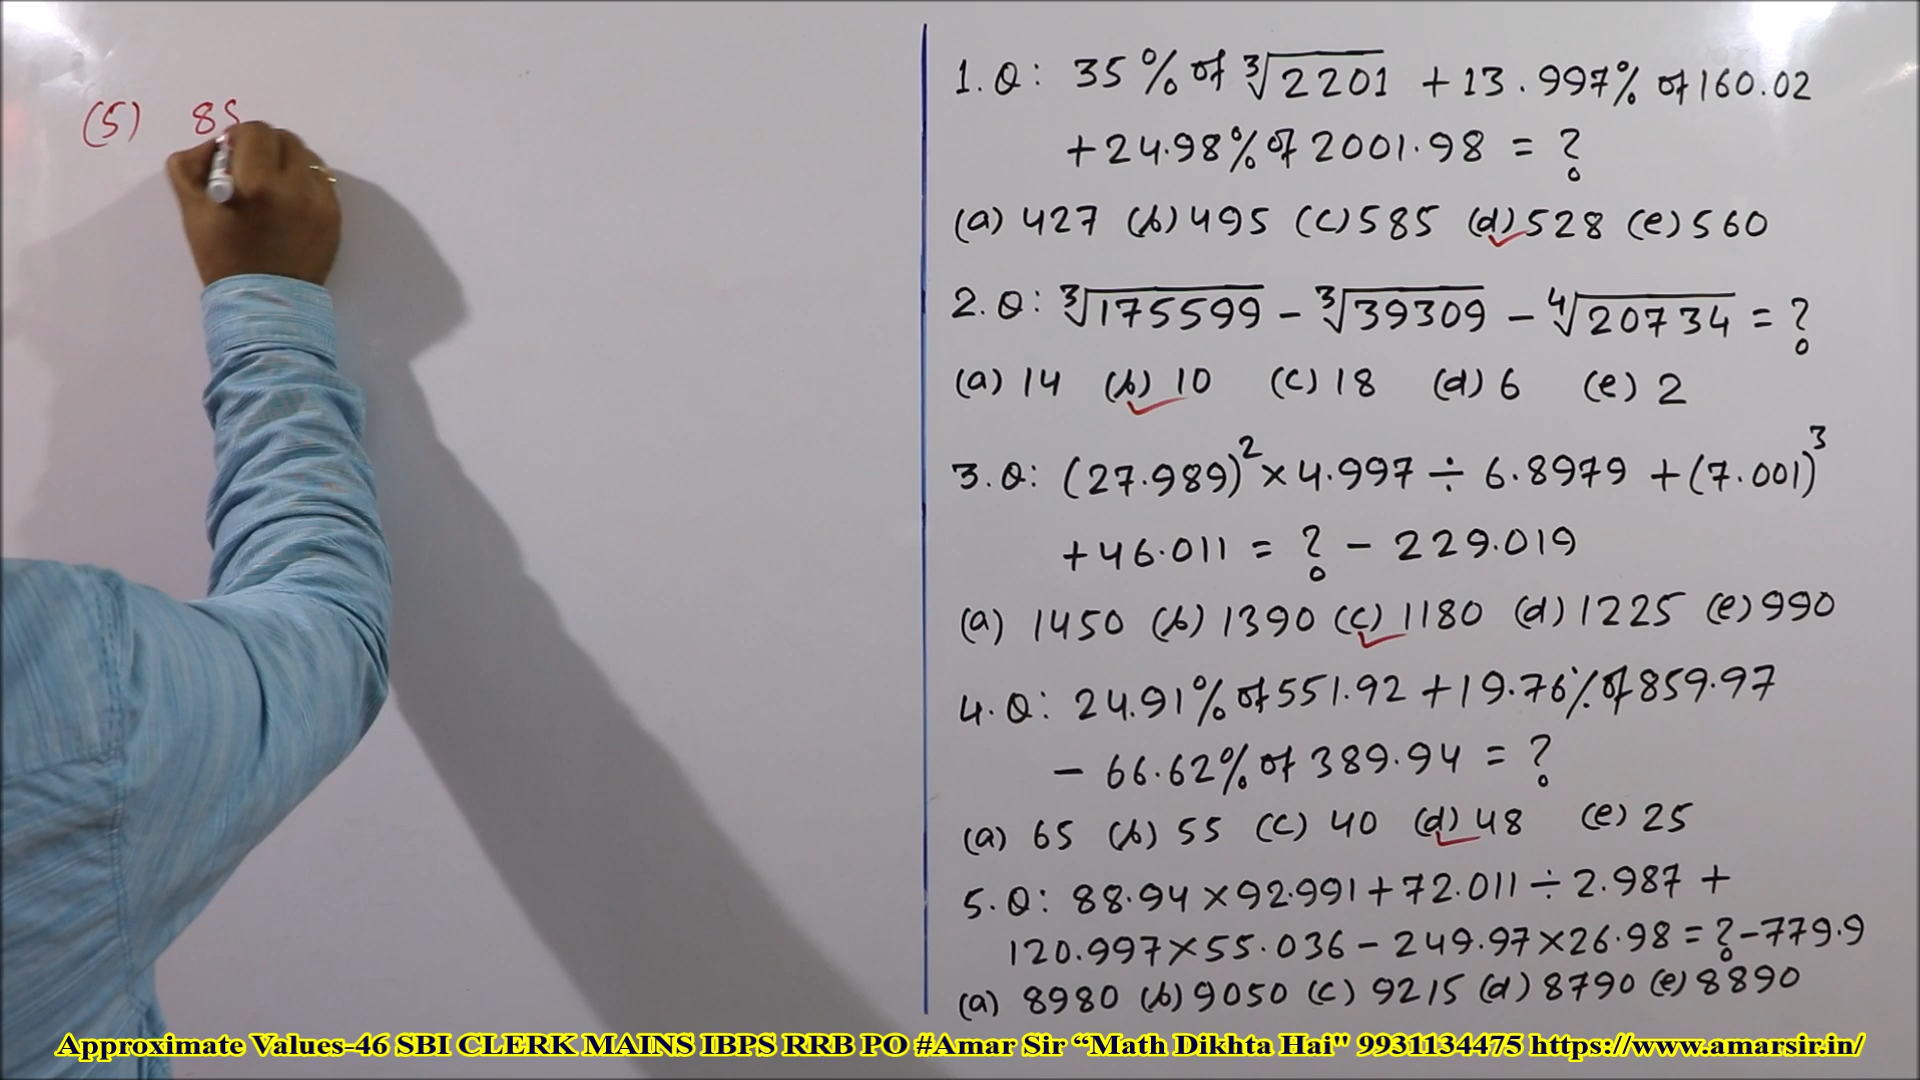 (5) 88
1. Q: 35% of ∛2201 + 13.997% of 160.02
+ 24.98% of 2001.98 = ?
(a) 427 (b) 495 (c) 585 (d) 528 (e) 560
2. Q: ∛175599 - ∛39309 - ∜20734 = ?
(a) 14 (b) 10 (c) 18 (d) 6 (e) 2
3. Q: (27.989)² × 4.997 ÷ 6.8979 + (7.001)³
+ 46.011 = ? - 229.019
(a) 1450 (b) 1390 (c) 1180 (d) 1225 (e) 990
4. Q: 24.91% of 551.92 + 19.76% of 859.97
- 66.62% of 389.94 = ?
(a) 65 (b) 55 (c) 40 (d) 48 (e) 25
5. Q: 88.94 × 92.991 + 72.011 ÷ 2.987 +
120.997 × 55.036 - 249.97 × 26.98 = ? - 779.9
(a) 8980 (b) 9050 (c) 9215 (d) 8790 (e) 8890
Approximate Values-46 SBI CLERK MAINS IBPS RRB PO #Amar Sir “Math Dikhta Hai" 9931134475 https://www.amarsir.in/